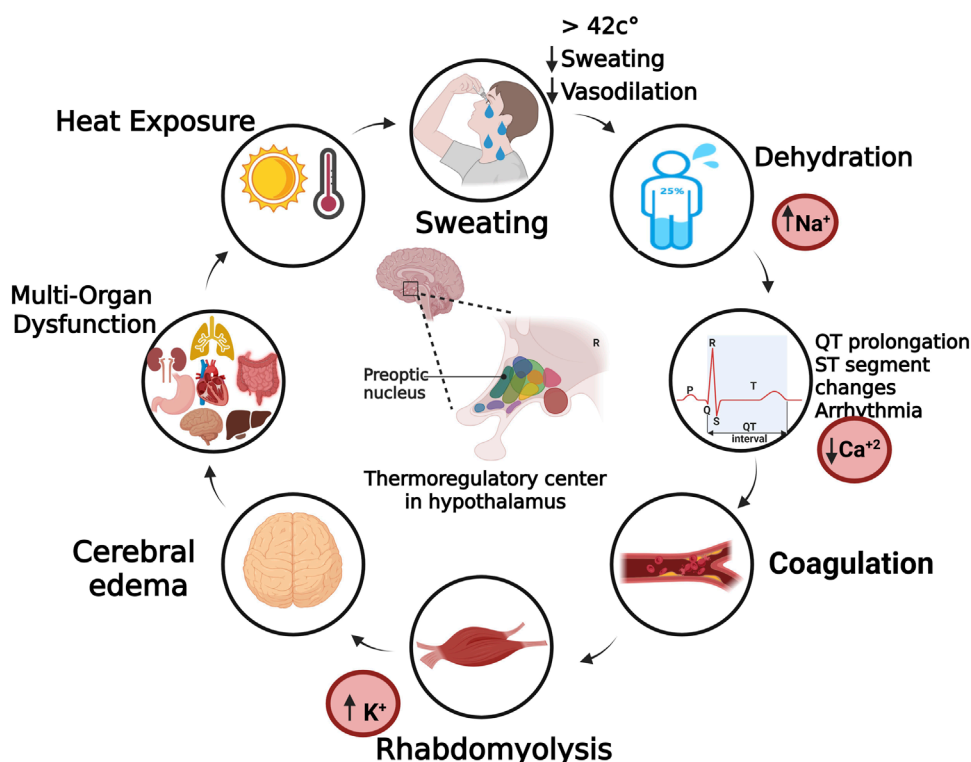 > 42c°
↓ Sweating
↓ Vasodilation
Heat Exposure
Sweating
25%
Dehydration
↑Na⁺
Multi-Organ
Dysfunction
Preoptic
nucleus
R
Thermoregulatory center
in hypothalamus
R
P
Q
S
T
QT
interval
QT prolongation
ST segment
changes
Arrhythmia
↓Ca⁺²
Cerebral
edema
Coagulation
↑ K⁺
Rhabdomyolysis